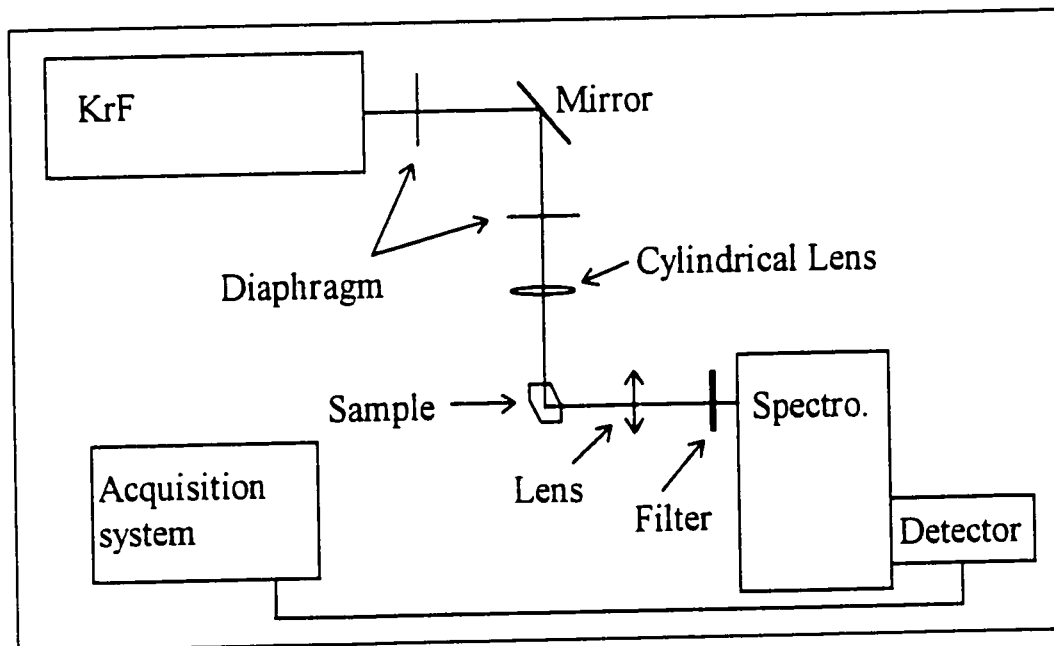 KrF
Mirror
Diaphragm
Cylindrical Lens
Sample
Spectro.
Lens
Filter
Acquisition
system
Detector